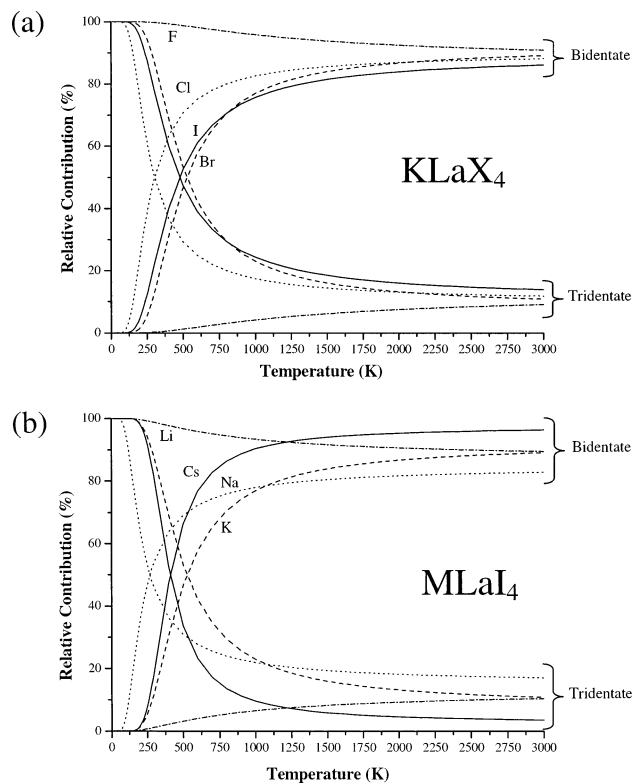 (a)
100
80
60
40
20
0
Relative Contribution (%)
F
Cl
I
Br
KLaX4
Bidentate
Tridentate
0 250 500 750 1000 1250 1500 1750 2000 2250 2500 2750 3000
Temperature (K)
(b)
100
80
60
40
20
0
Relative Contribution (%)
Li
Cs
Na
K
MLaI4
Bidentate
Tridentate
0 250 500 750 1000 1250 1500 1750 2000 2250 2500 2750 3000
Temperature (K)